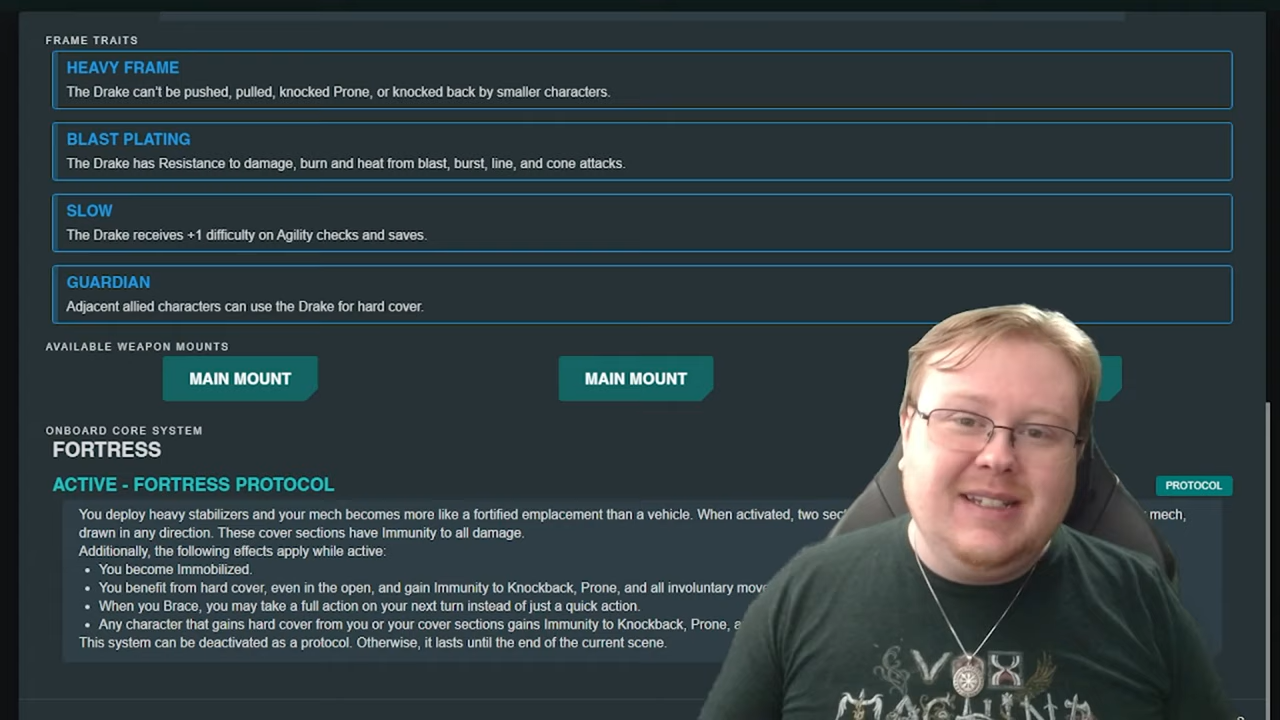 FRAME TRAITS
HEAVY FRAME
The Drake can't be pushed, pulled, knocked Prone, or knocked back by smaller characters.
BLAST PLATING
The Drake has Resistance to damage, burn and heat from blast, burst, line, and cone attacks.
SLOW
The Drake receives +1 difficulty on Agility checks and saves.
GUARDIAN
Adjacent allied characters can use the Drake for hard cover.
AVAILABLE WEAPON MOUNTS
MAIN MOUNT MAIN MOUNT
ONBOARD CORE SYSTEM
FORTRESS
ACTIVE - FORTRESS PROTOCOL PROTOCOL
You deploy heavy stabilizers and your mech becomes more like a fortified emplacement than a vehicle. When activated, two mech,
drawn in any direction. These cover sections have Immunity to all damage.
Additionally, the following effects apply while active:
• You become Immobilized.
• You benefit from hard cover, even in the open, and gain Immunity to Knockback, Prone, and all involuntary
• When you Brace, you may take a full action on your next turn instead of just a quick action.
• Any character that gains hard cover from you or your cover sections gains Immunity to Knockback, Prone,
This system can be deactivated as a protocol. Otherwise, it lasts until the end of the current scene.
VOX
MACHINA